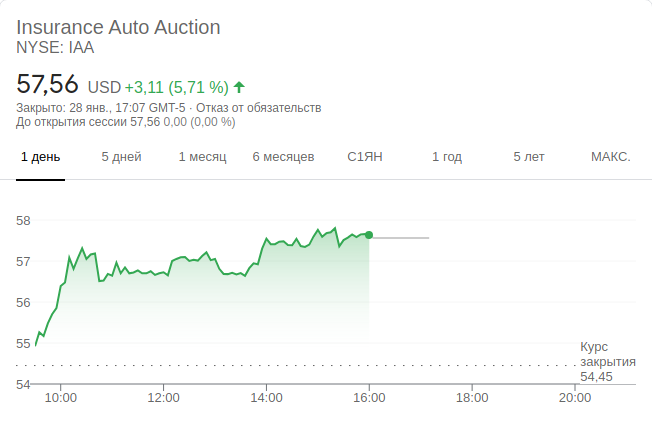 Insurance Auto Auction
NYSE: IAA
57,56 USD +3,11 (5,71 %)
Закрыто: 28 янв., 17:07 GMT-5 · Отказ от обязательств
До открытия сессии 57,56 0,00 (0,00 %)
1 день 5 дней 1 месяц 6 месяцев С1ЯН 1 год 5 лет МАКС.
58
57
56
55
Курс
закрытия
54,45
54
10:00 12:00 14:00 16:00 18:00 20:00